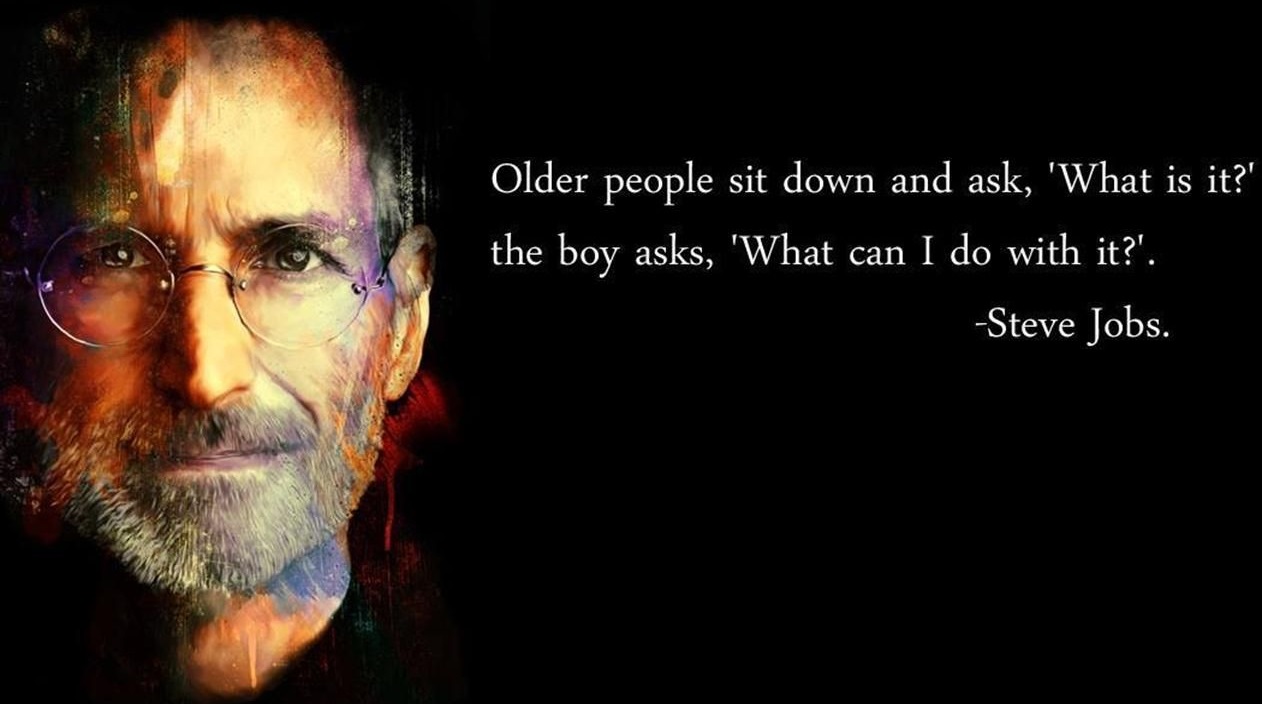 Older people sit down and ask, 'What is it?'
the boy asks, 'What can I do with it?'.
-Steve Jobs.